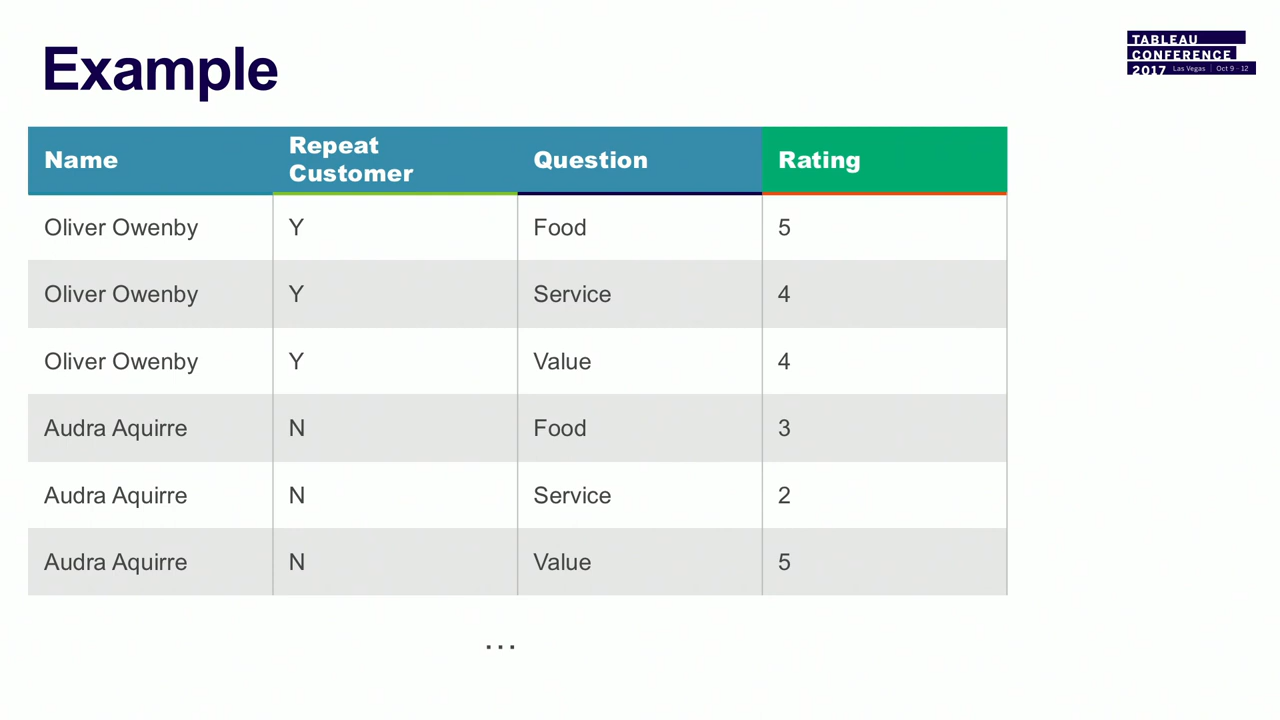 Example
TABLEAU
CONFERENCE
2017 Las Vegas | Oct 9 - 12
Name Repeat Customer Question Rating
Oliver Owenby Y Food 5
Oliver Owenby Y Service 4
Oliver Owenby Y Value 4
Audra Aquirre N Food 3
Audra Aquirre N Service 2
Audra Aquirre N Value 5
...